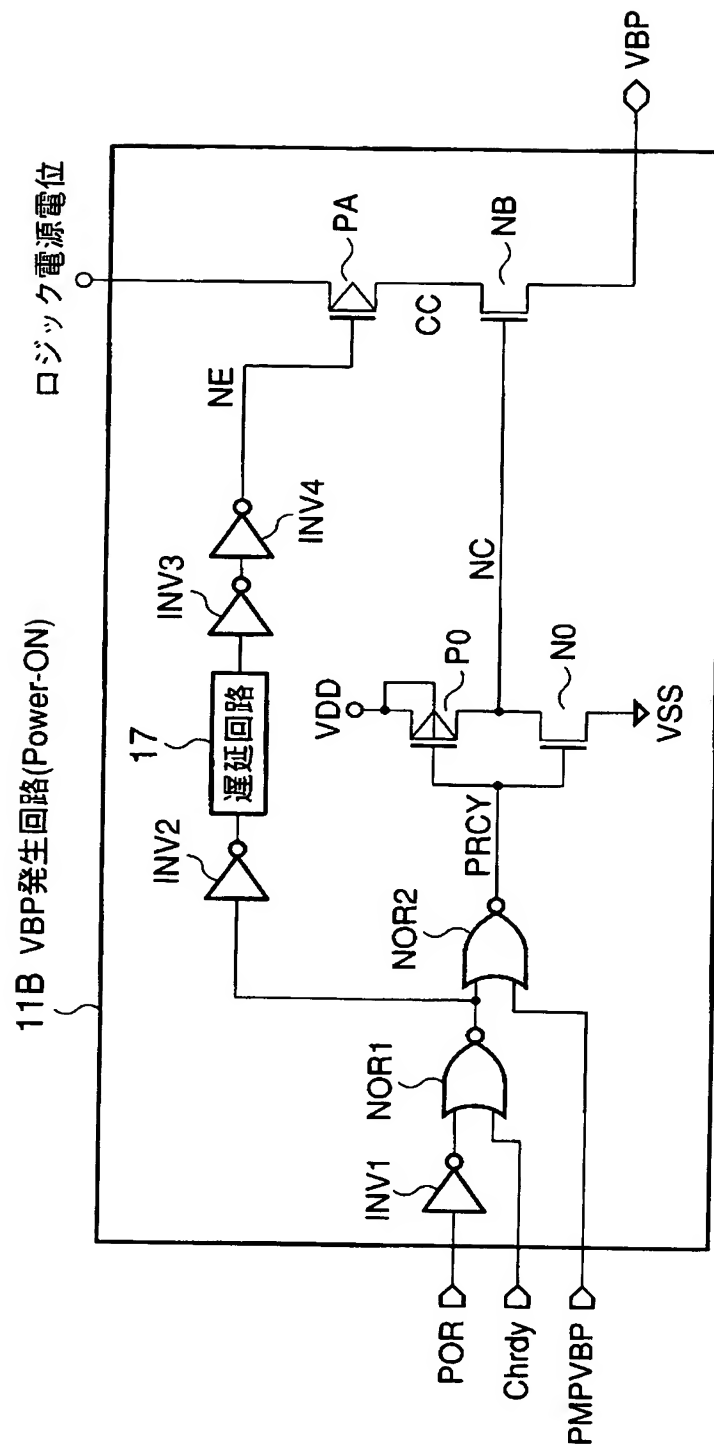 11B VBP発生回路(Power-ON)
ロジック電源電位
17
遅延回路
INV2
INV3
INV4
NE
PA
CC
NB
VBP
VDD
P0
NC
N0
VSS
PRCY
NOR2
NOR1
INV1
POR
Chrdy
PMPVBP